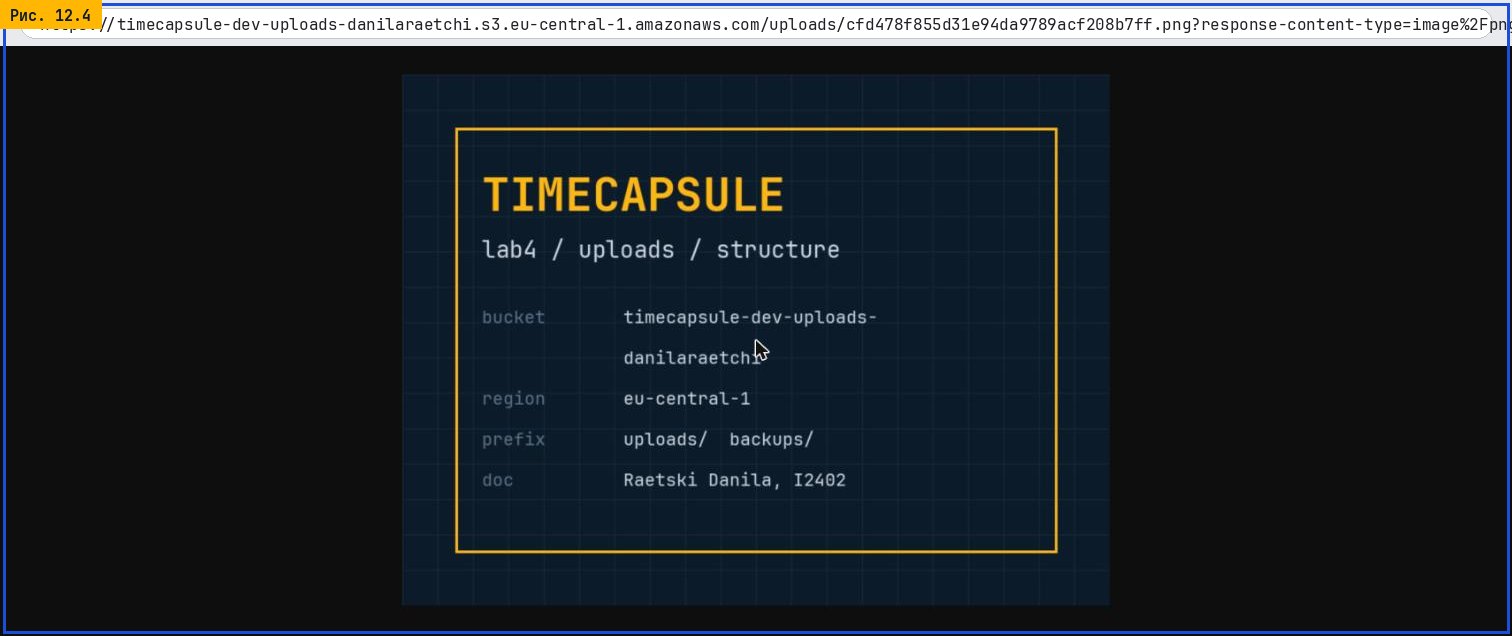 Рис. 12.4
//timecapsule-dev-uploads-danilaraetchi.s3.eu-central-1.amazonaws.com/uploads/cfd478f855d31e94da9789acf208b7ff.png?response-content-type=image%2Fpn
TIMECAPSULE
lab4 / uploads / structure
bucket timecapsule-dev-uploads-
danilaraetchi
region eu-central-1
prefix uploads/ backups/
doc Raetski Danila, I2402